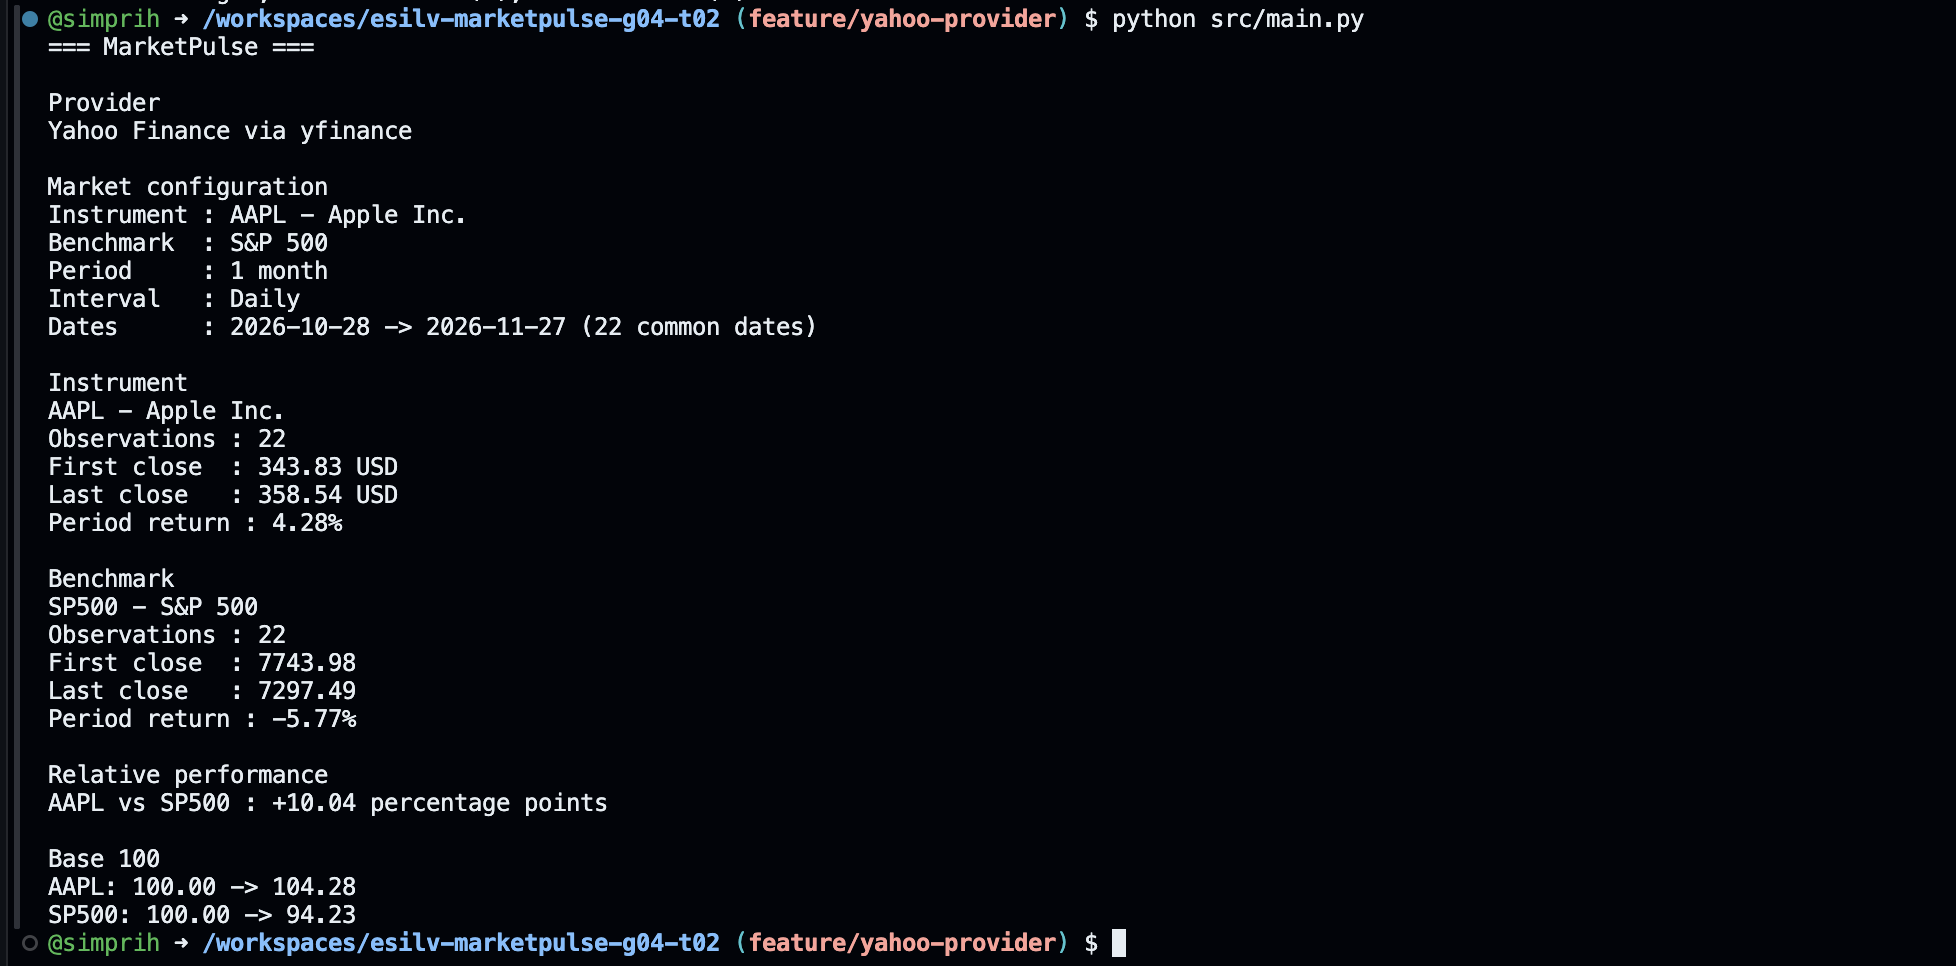 @simprih → /workspaces/esilv-marketpulse-g04-t02 (feature/yahoo-provider) $ python src/main.py
=== MarketPulse ===
Provider
Yahoo Finance via yfinance
Market configuration
Instrument : AAPL - Apple Inc.
Benchmark  : S&P 500
Period     : 1 month
Interval   : Daily
Dates      : 2026-10-28 -> 2026-11-27 (22 common dates)
Instrument
AAPL - Apple Inc.
Observations : 22
First close  : 343.83 USD
Last close   : 358.54 USD
Period return : 4.28%
Benchmark
SP500 - S&P 500
Observations : 22
First close  : 7743.98
Last close   : 7297.49
Period return : -5.77%
Relative performance
AAPL vs SP500 : +10.04 percentage points
Base 100
AAPL: 100.00 -> 104.28
SP500: 100.00 -> 94.23
@simprih → /workspaces/esilv-marketpulse-g04-t02 (feature/yahoo-provider) $